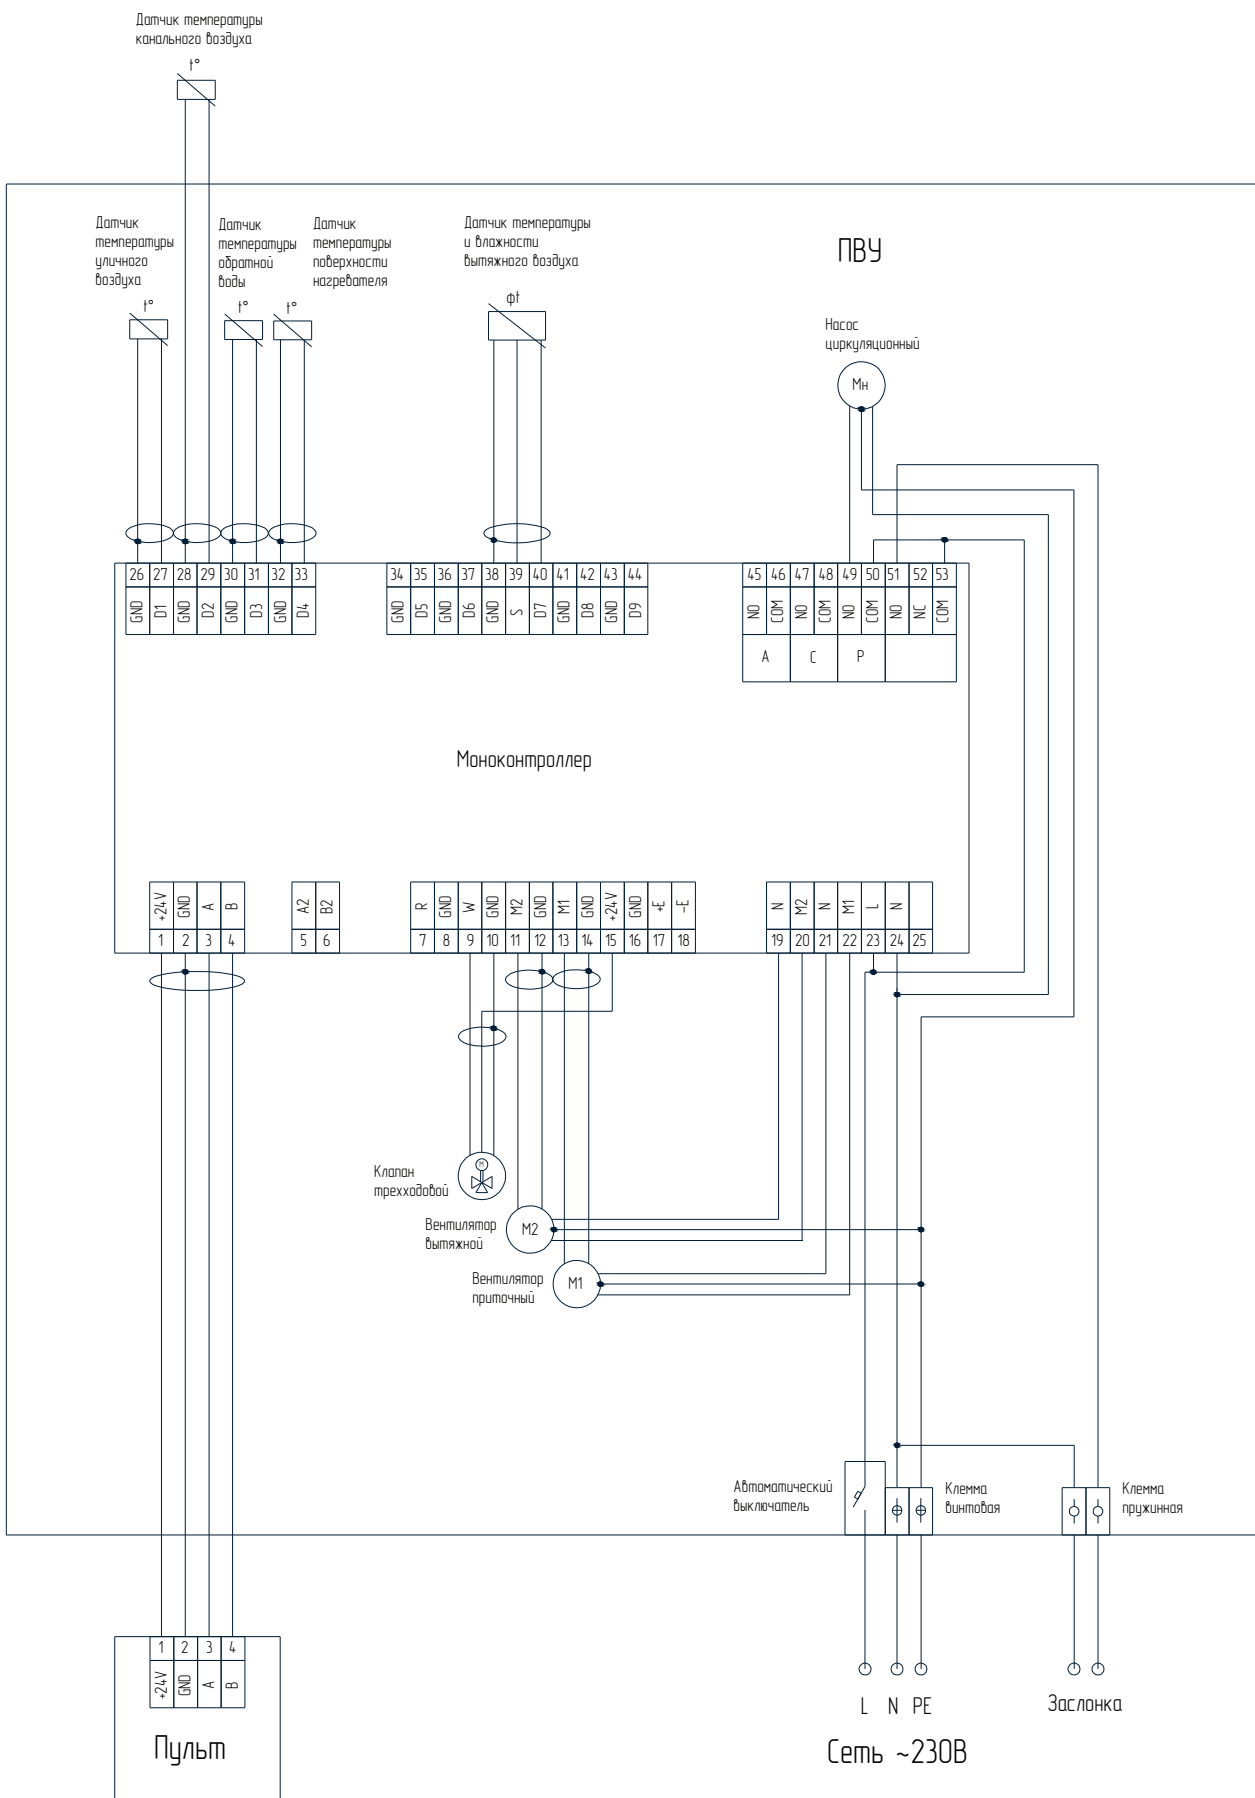 Датчик температуры
канального воздуха
t°
Датчик
температуры
уличного
воздуха
t°
Датчик
температуры
обратной
воды
t°
Датчик
температуры
поверхности
нагревателя
t°
Датчик температуры
и влажности
вытяжного воздуха
φt
ПВУ
Насос
циркуляционный
Мн
26 27 28 29 30 31 32 33
GND D1 GND D2 GND D3 GND D4
34 35 36 37 38 39 40 41 42 43 44
GND D5 GND D6 GND S D7 GND D8 GND D9
45 46 47 48 49 50 51 52 53
NO COM NO COM NO COM NO NC COM
A C P
Моноконтроллер
+24V GND A B
1 2 3 4
A2 B2
5 6
R GND W GND M2 GND M1 GND +24V GND +E -E
7 8 9 10 11 12 13 14 15 16 17 18
N M2 N M1 L N
19 20 21 22 23 24 25
Клапан
трехходовой
M
Вентилятор
вытяжной
M2
Вентилятор
приточный
M1
Автоматический
выключатель
Клемма
винтовая
Клемма
пружинная
1 2 3 4
+24V GND A B
Пульт
L N PE
Сеть ~230В
Заслонка